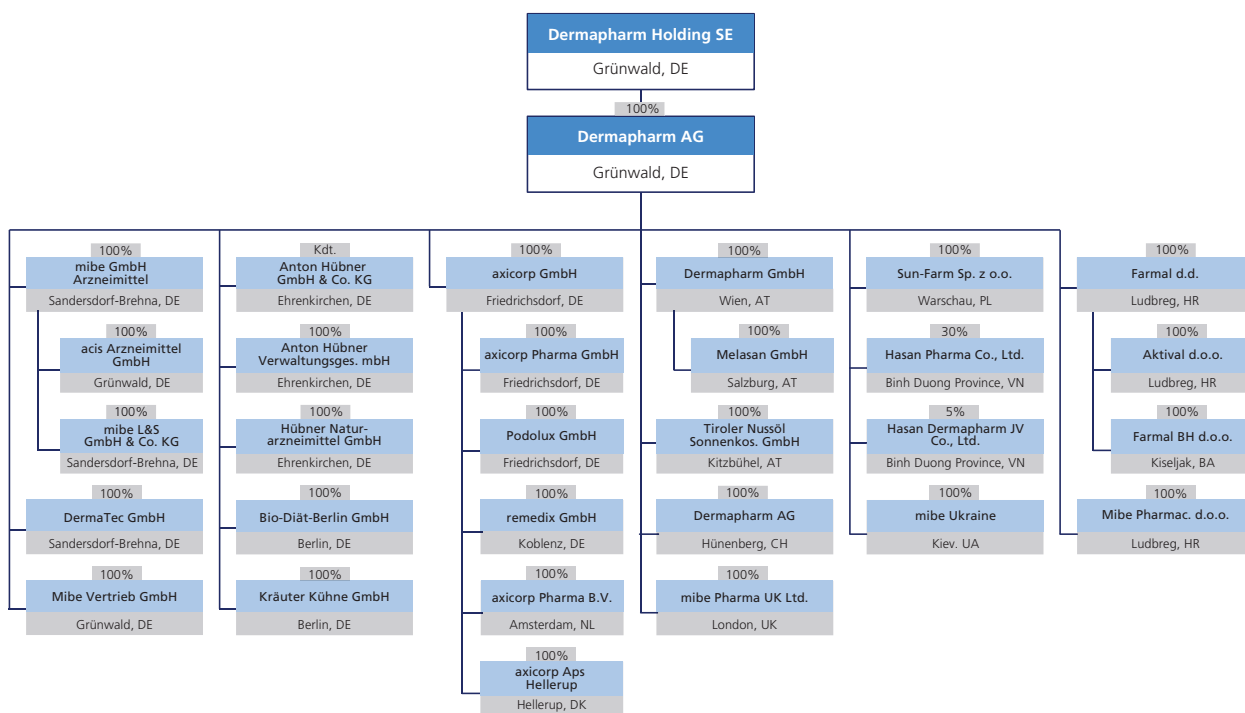 Dermapharm Holding SE
Grünwald, DE
100%
Dermapharm AG
Grünwald, DE
100%
mibe GmbH
Arzneimittel
Sandersdorf-Brehna, DE
100%
acis Arzneimittel
GmbH
Grünwald, DE
100%
mibe L&S
GmbH & Co. KG
Sandersdorf-Brehna, DE
100%
DermaTec GmbH
Sandersdorf-Brehna, DE
100%
Mibe Vertrieb GmbH
Grünwald, DE
Kdt.
Anton Hübner
GmbH & Co. KG
Ehrenkirchen, DE
100%
Anton Hübner
Verwaltungsges. mbH
Ehrenkirchen, DE
100%
Hübner Natur-
arzneimittel GmbH
Ehrenkirchen, DE
100%
Bio-Diät-Berlin GmbH
Berlin, DE
100%
Kräuter Kühne GmbH
Berlin, DE
100%
axicorp GmbH
Friedrichsdorf, DE
100%
axicorp Pharma GmbH
Friedrichsdorf, DE
100%
Podolux GmbH
Friedrichsdorf, DE
100%
remedix GmbH
Koblenz, DE
100%
axicorp Pharma B.V.
Amsterdam, NL
100%
axicorp Aps
Hellerup
Hellerup, DK
100%
Dermapharm GmbH
Wien, AT
100%
Melasan GmbH
Salzburg, AT
100%
Tiroler Nussöl
Sonnenkos. GmbH
Kitzbühel, AT
100%
Dermapharm AG
Hünenberg, CH
100%
mibe Pharma UK Ltd.
London, UK
100%
Sun-Farm Sp. z o.o.
Warschau, PL
30%
Hasan Pharma Co., Ltd.
Binh Duong Province, VN
5%
Hasan Dermapharm JV
Co., Ltd.
Binh Duong Province, VN
100%
mibe Ukraine
Kiev. UA
100%
Farmal d.d.
Ludbreg, HR
100%
Aktival d.o.o.
Ludbreg, HR
100%
Farmal BH d.o.o.
Kiseljak, BA
100%
Mibe Pharmac. d.o.o.
Ludbreg, HR